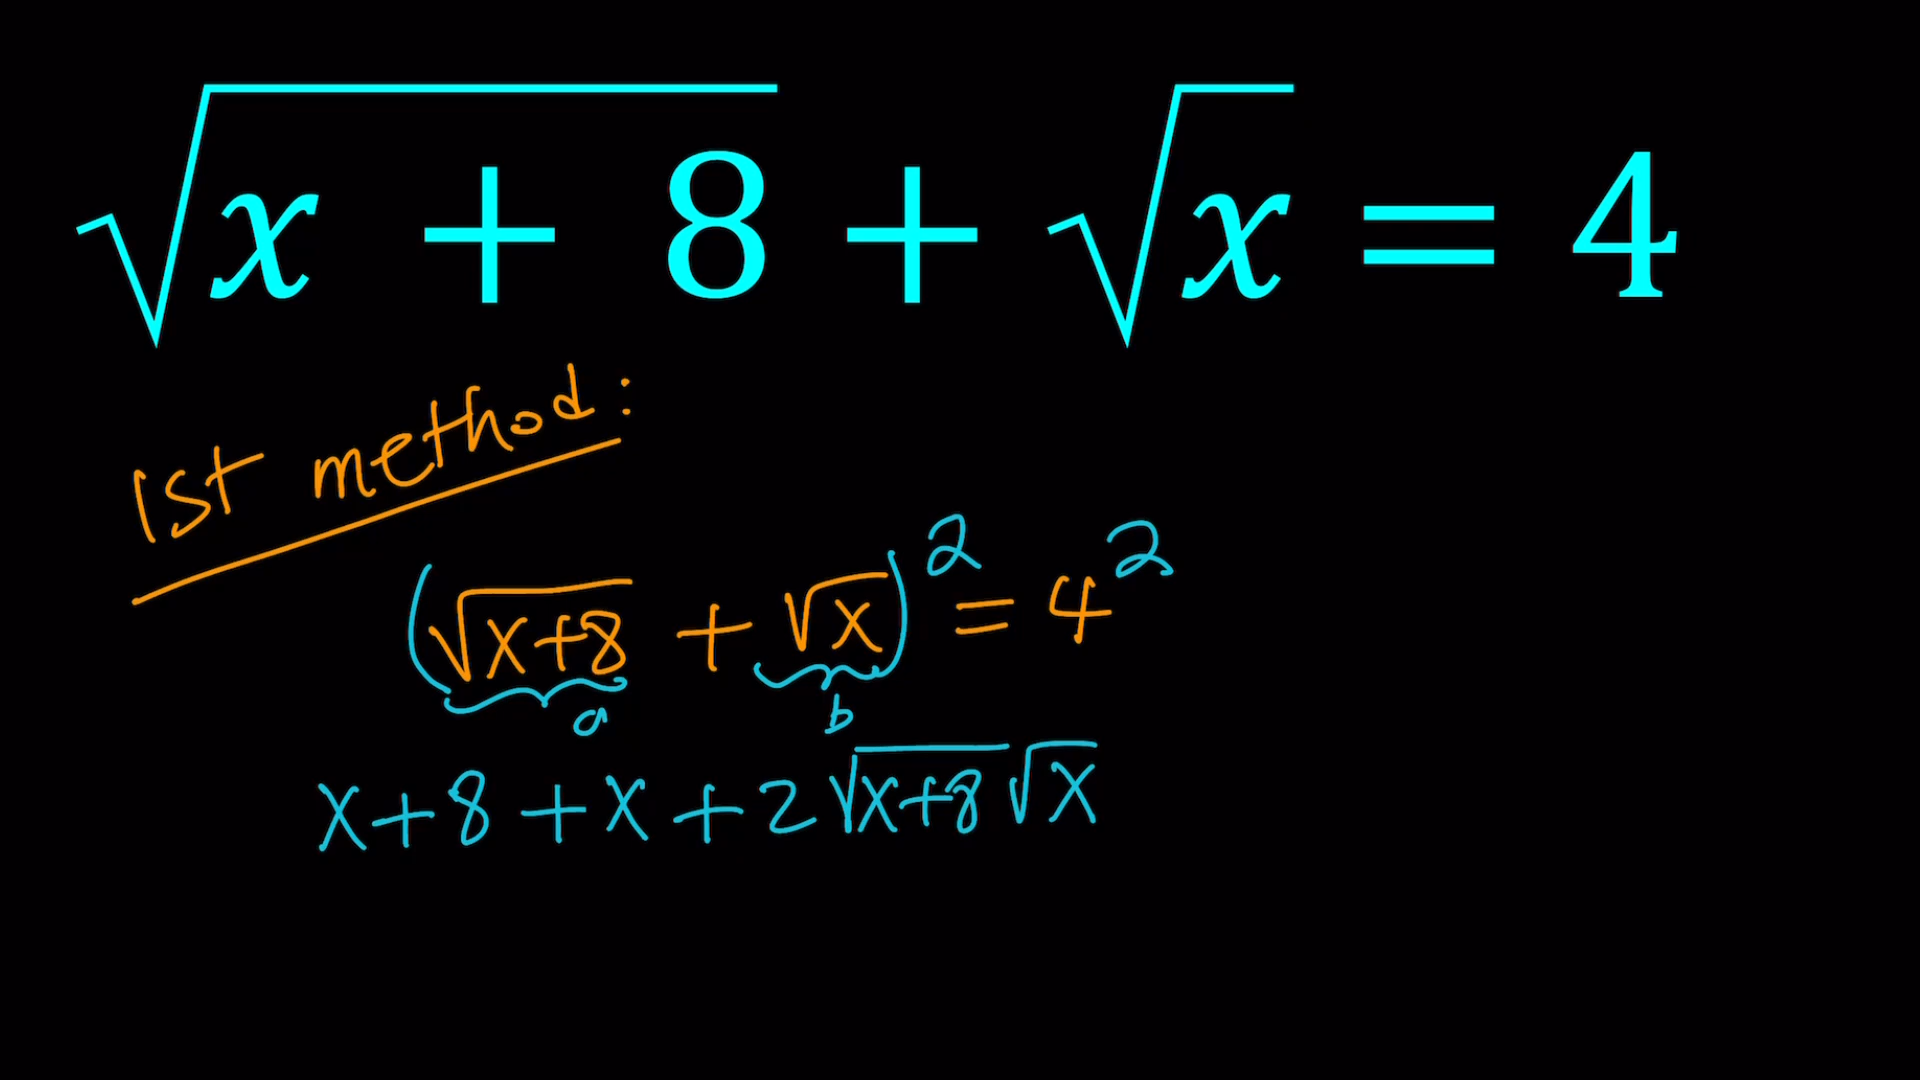 √(x + 8) + √x = 4
1st method:
(√(x+8) + √x)² = 4²
a b
x+8+x+2√(x+8) √x